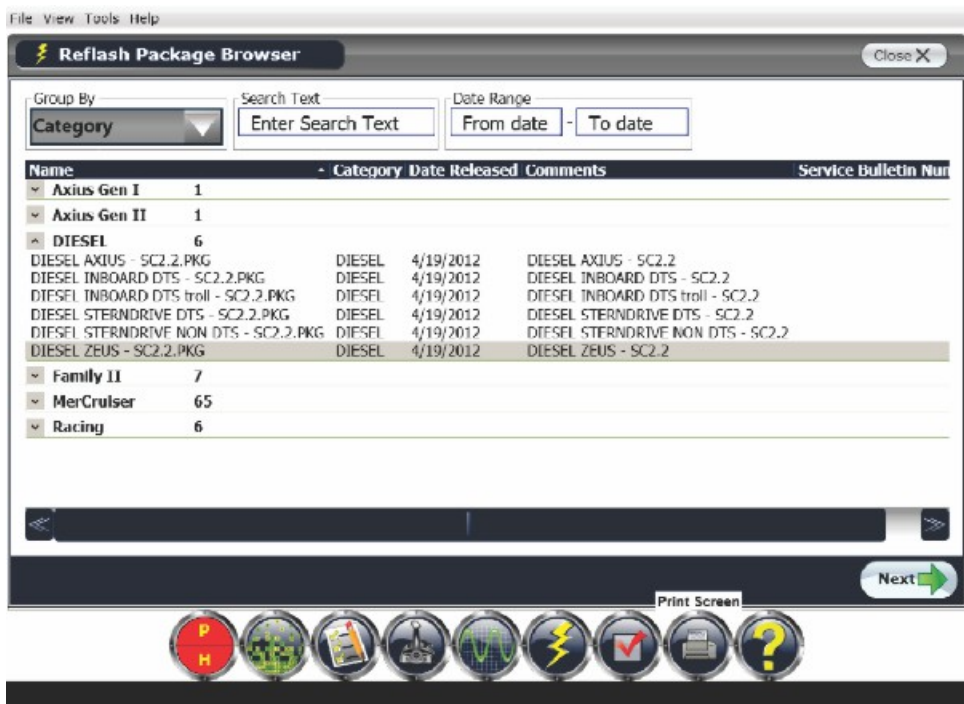 File View Tools Help
Reflash Package Browser
Close X
Group By
Search Text
Date Range
Category
Enter Search Text
From date - To date
Name Category Date Released Comments Service Bulletin Num
Axius Gen I 1
Axius Gen II 1
DIESEL 6
DIESEL AXIUS - SC2.2.PKG DIESEL 4/19/2012 DIESEL AXIUS - SC2.2
DIESEL INBOARD DTS - SC2.2.PKG DIESEL 4/19/2012 DIESEL INBOARD DTS - SC2.2
DIESEL INBOARD DTS troll - SC2.2.PKG DIESEL 4/19/2012 DIESEL INBOARD DTS troll - SC2.2
DIESEL STERNDRIVE DTS - SC2.2.PKG DIESEL 4/19/2012 DIESEL STERNDRIVE DTS - SC2.2
DIESEL STERNDRIVE NON DTS - SC2.2.PKG DIESEL 4/19/2012 DIESEL STERNDRIVE NON DTS - SC2.2
DIESEL ZEUS - SC2.2.PKG DIESEL 4/19/2012 DIESEL ZEUS - SC2.2
Family II 7
MerCruiser 65
Racing 6
Next
Print Screen
P
H
?